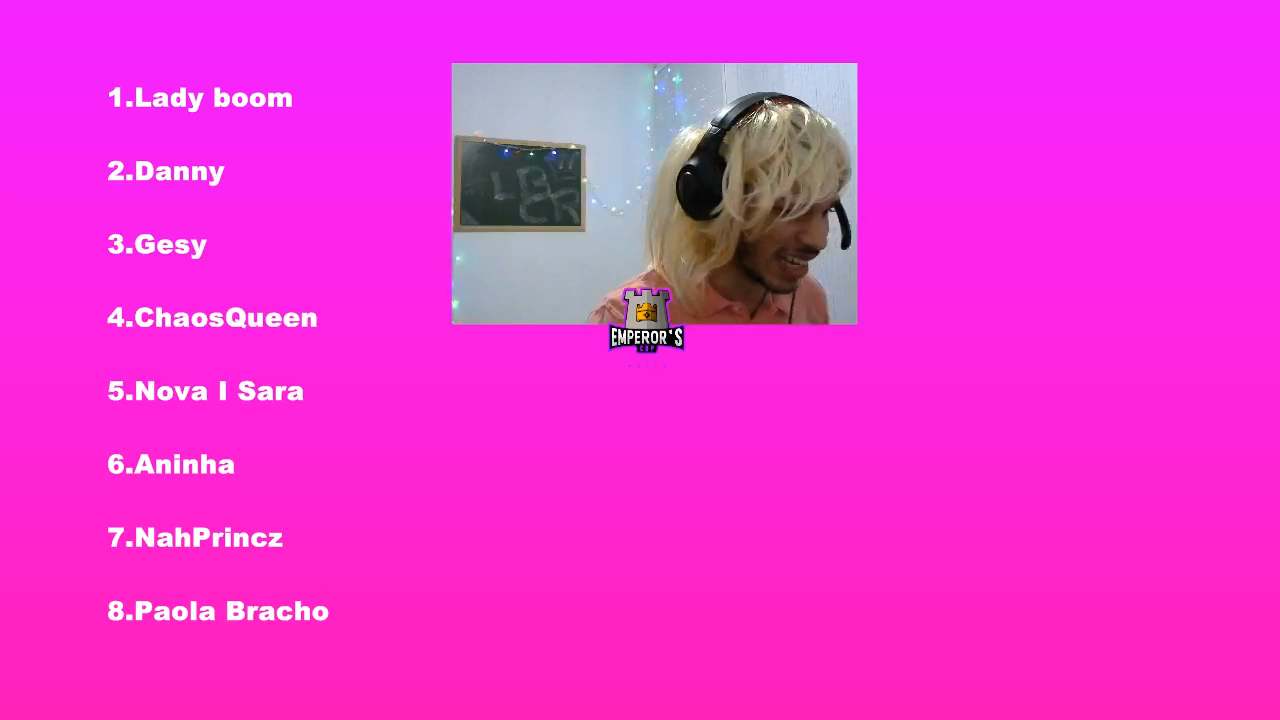 1.Lady boom
2.Danny
3.Gesy
4.ChaosQueen
5.Nova I Sara
6.Aninha
7.NahPrincz
8.Paola Bracho
EMPEROR'S
CUP